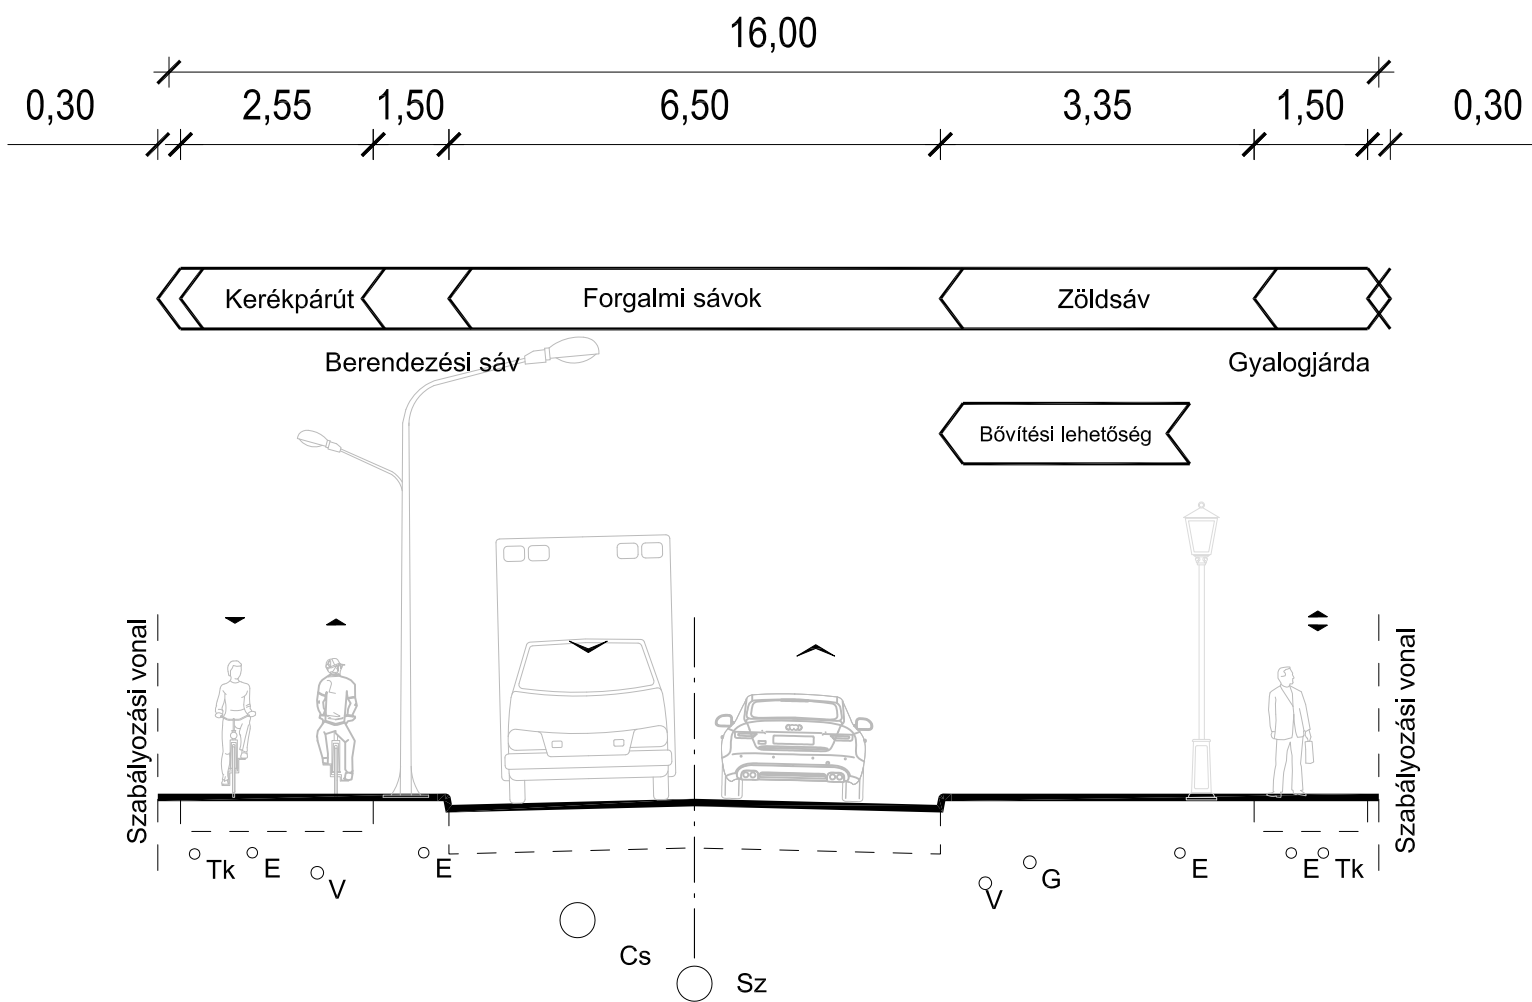 16,00
0,30 2,55 1,50 6,50 3,35 1,50 0,30
Kerékpárút Forgalmi sávok Zöldsáv
Berendezési sáv Gyalogjárda
Bővítési lehetőség
Szabályozási vonal Szabályozási vonal
Tk E V E V G E E Tk
Cs
Sz